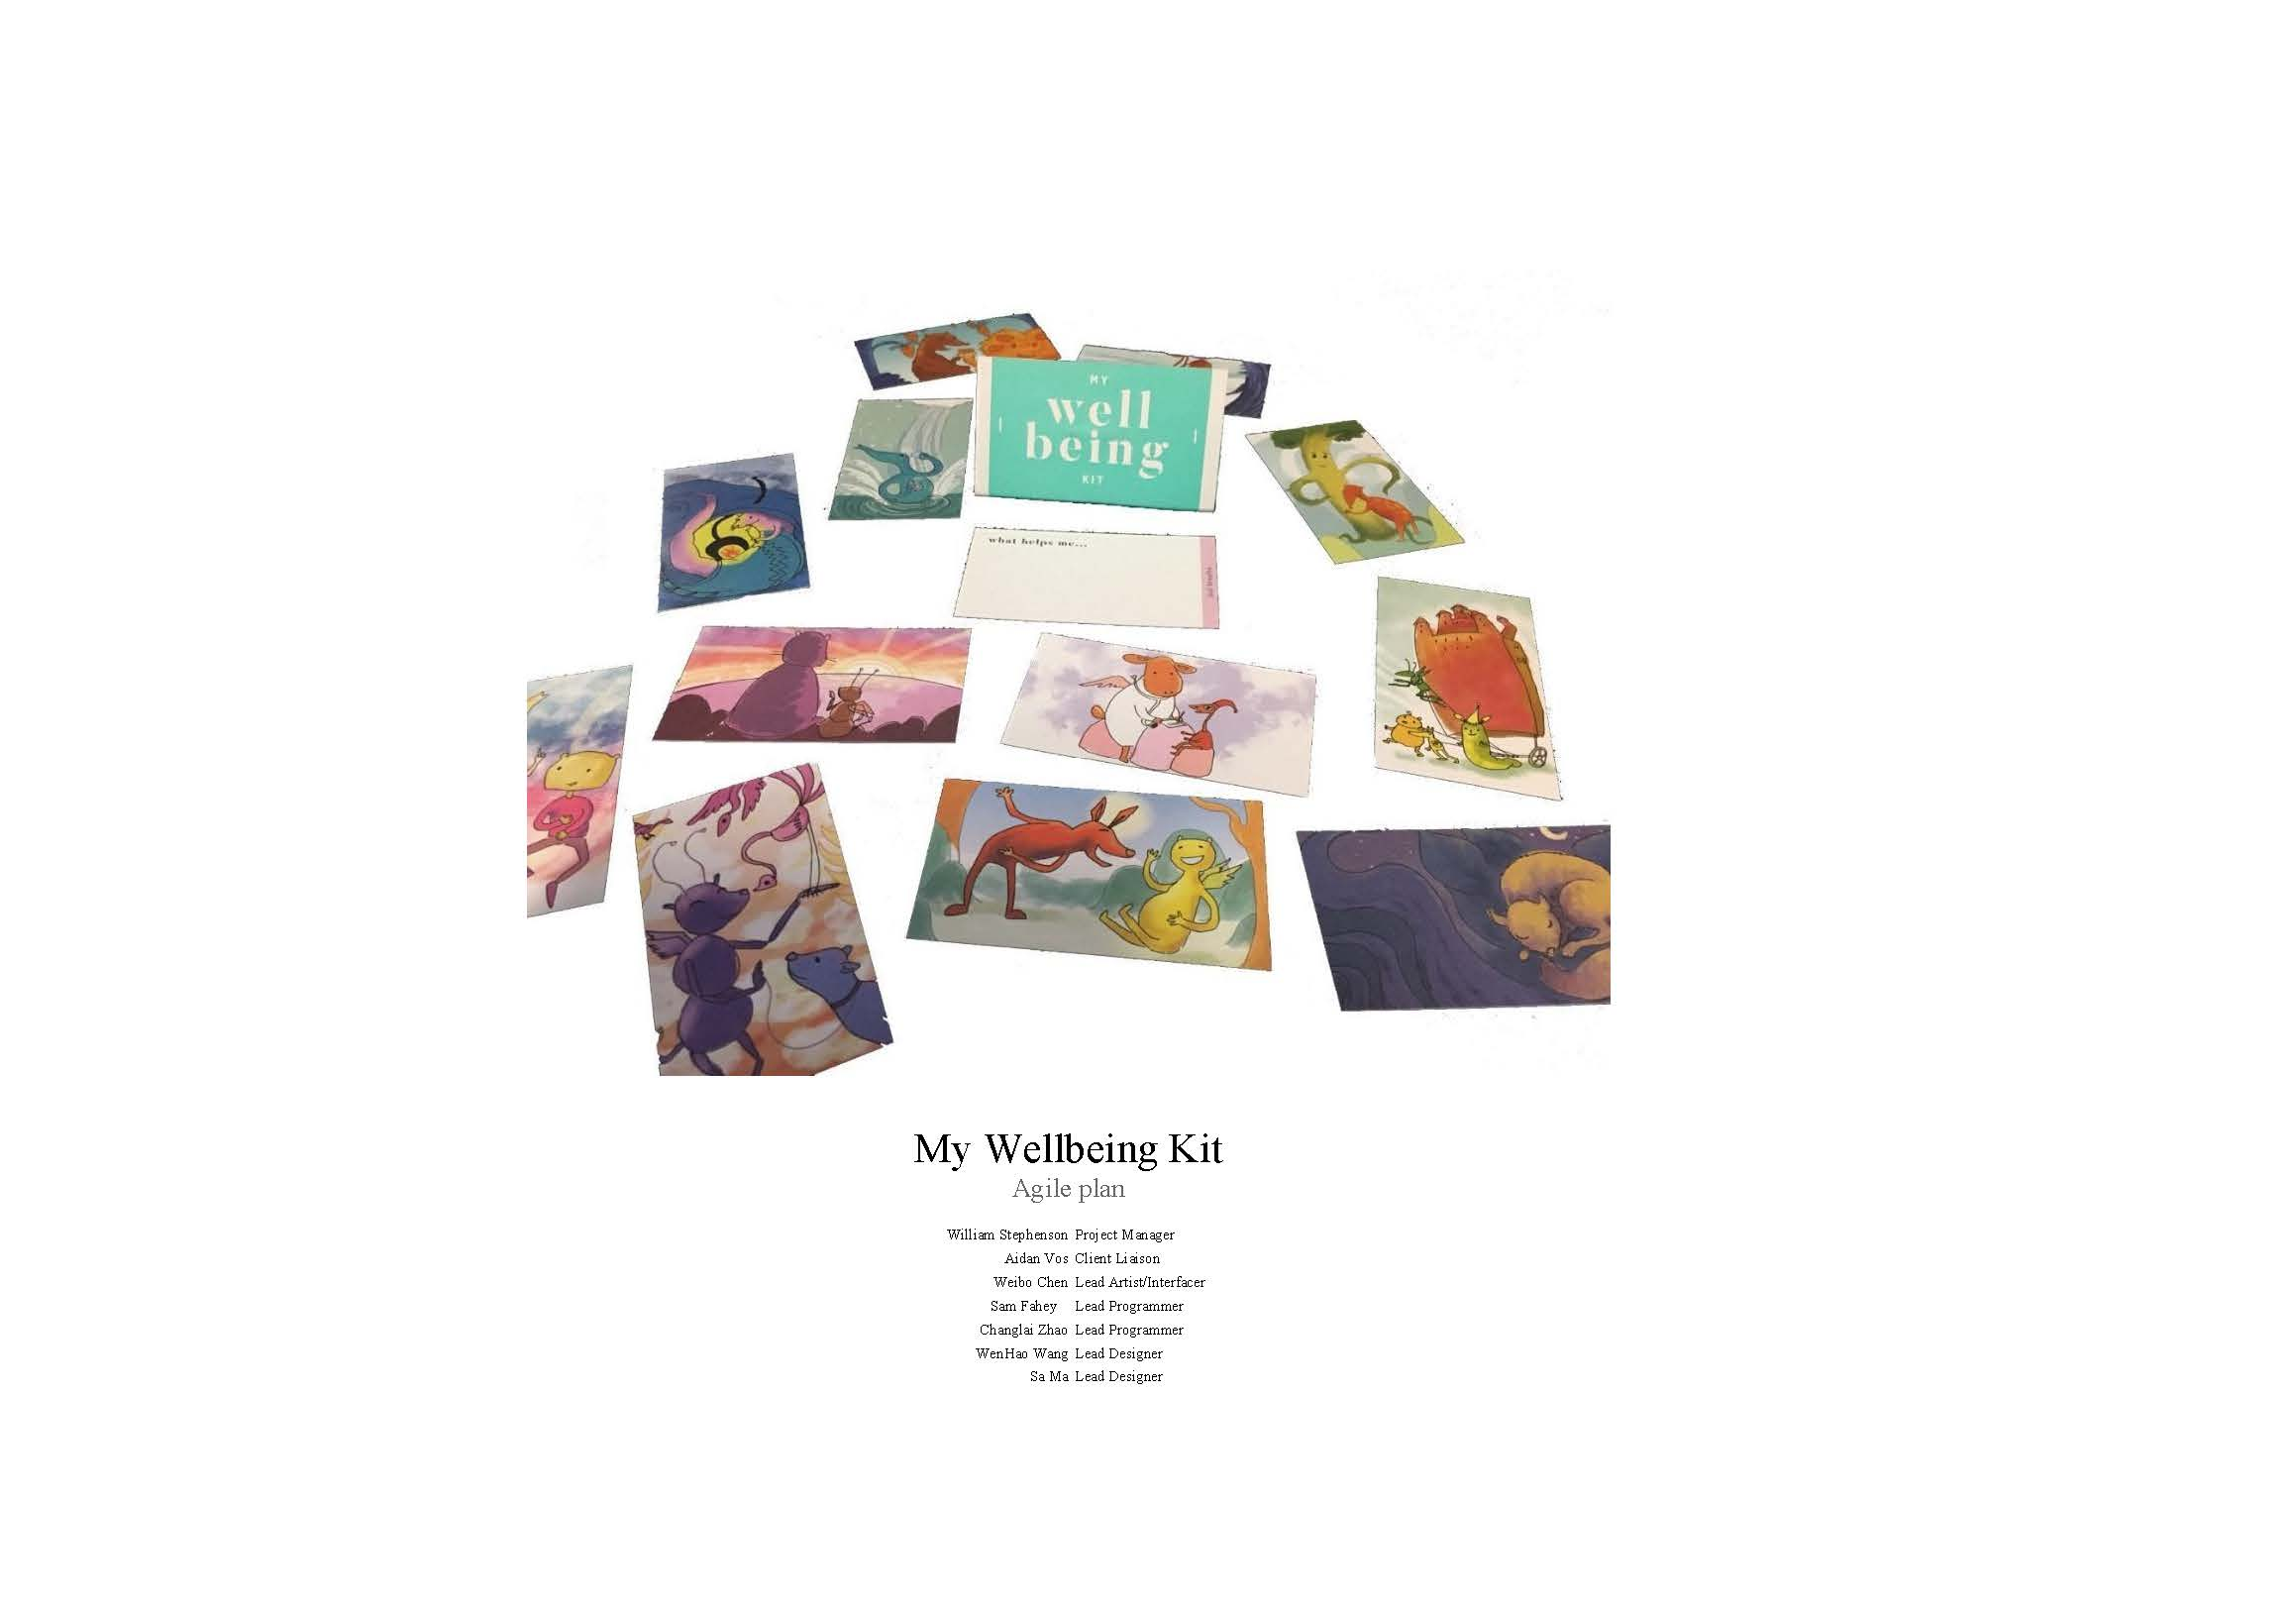 MY
well
being
KIT
what helps me...
My Wellbeing Kit
Agile plan
William Stephenson Project Manager
Aidan Vos Client Liaison
Weibo Chen Lead Artist/Interfacer
Sam Fahey Lead Programmer
Changlai Zhao Lead Programmer
WenHao Wang Lead Designer
Sa Ma Lead Designer